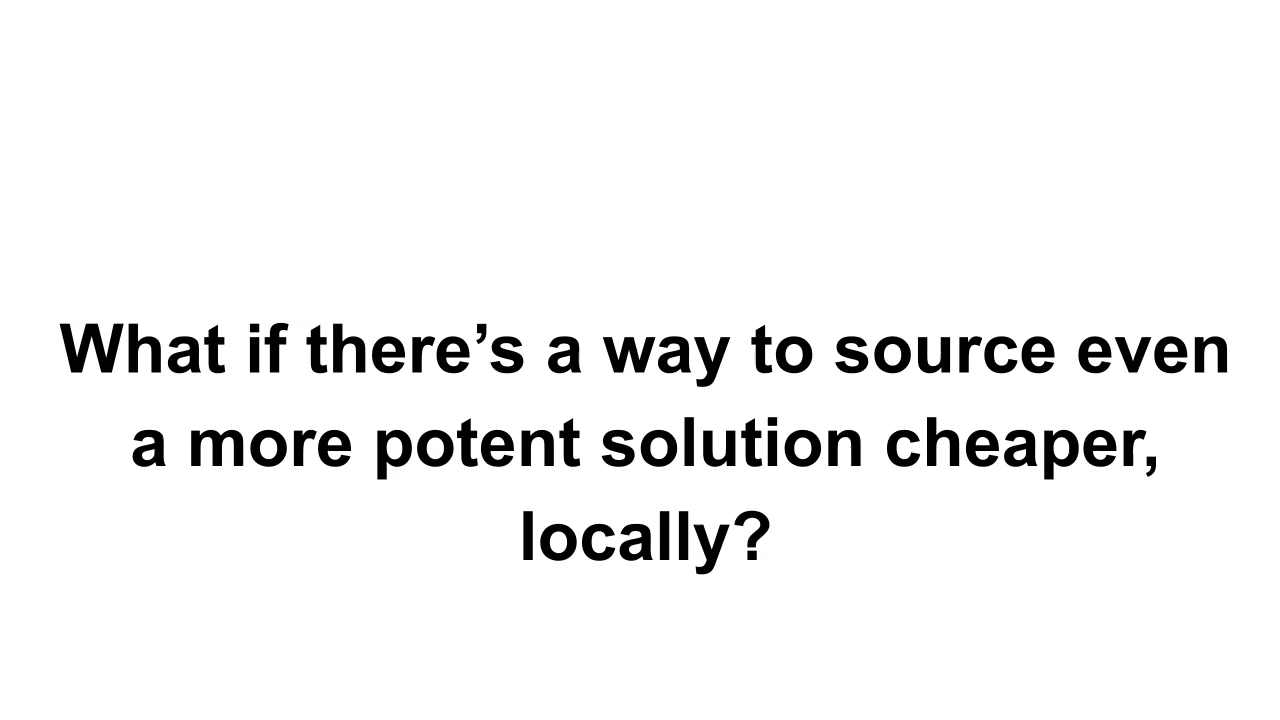 What if there’s a way to source even
a more potent solution cheaper,
locally?